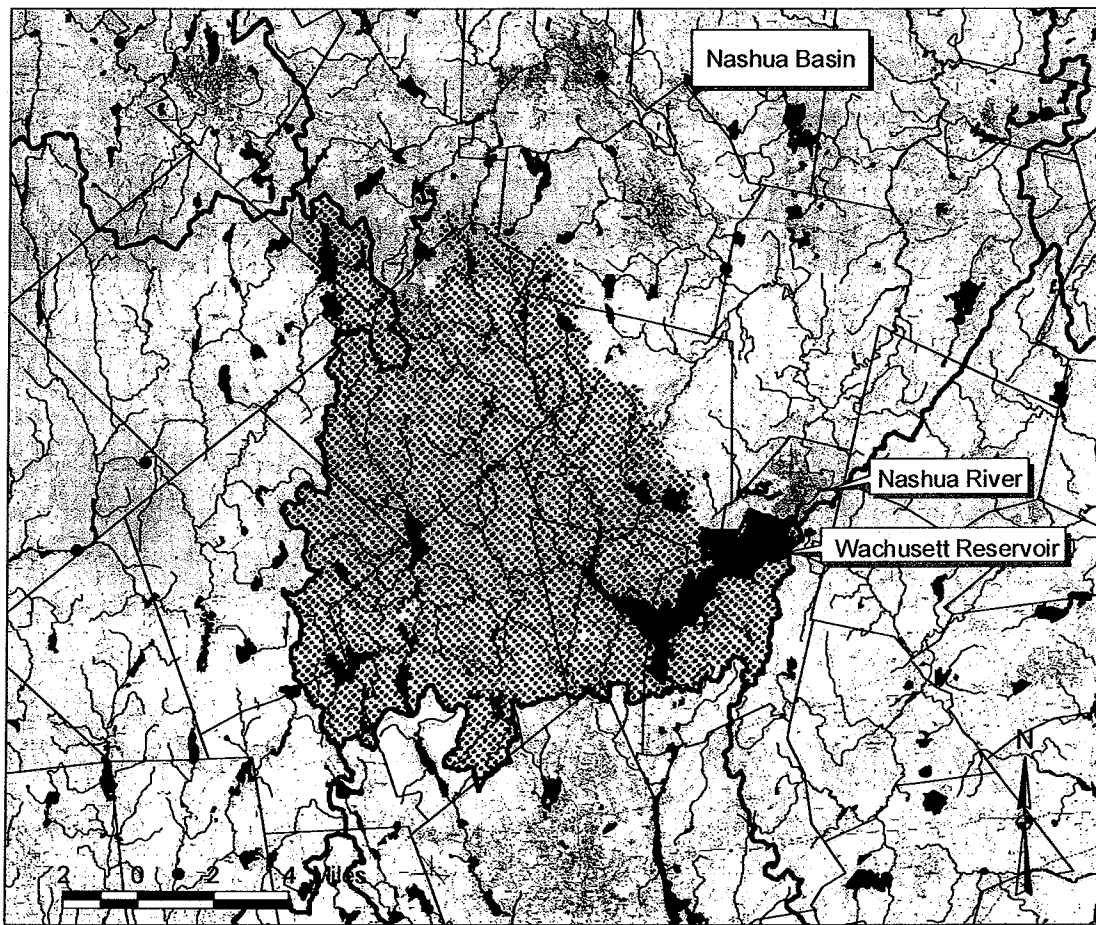 Nashua Basin
Nashua River
Wachusett Reservoir
N
2 0 2 4 Miles